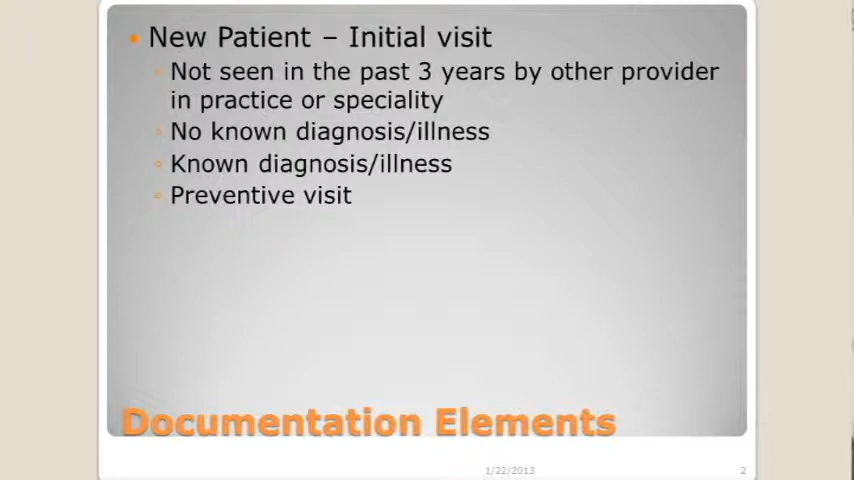 New Patient – Initial visit
Not seen in the past 3 years by other provider
in practice or speciality
No known diagnosis/illness
Known diagnosis/illness
Preventive visit
Documentation Elements
1/22/2013
2